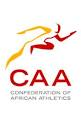 CAA
CONFEDERATION
OF AFRICAN ATHLETICS